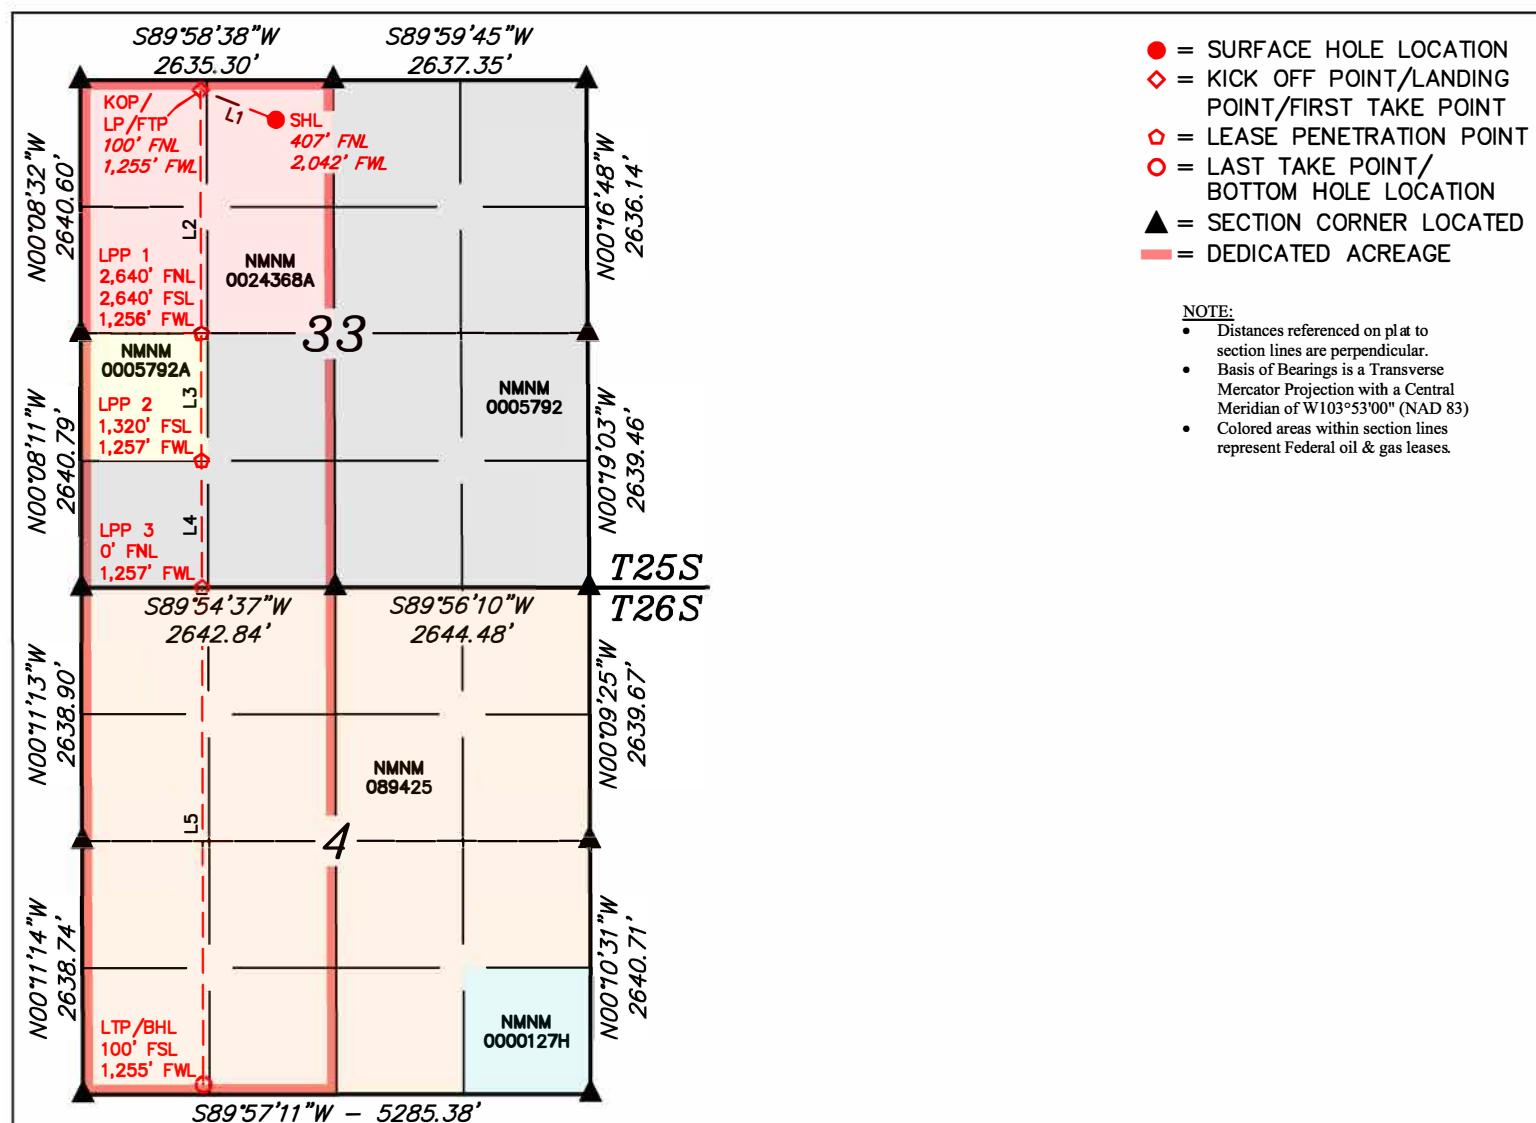 S89°58'38"W
2635.30'
S89°59'45"W
2637.35'
N00°08'32"W
2640.60'
KOP/
LP/FTP
100' FNL
1,255' FWL
L1
SHL
407' FNL
2,042' FWL
N00°16'48"W
2636.14'
L2
LPP 1
2,640' FNL
2,640' FSL
1,256' FWL
NMNM
0024368A
33
NMNM
0005792A
LPP 2
1,320' FSL
1,257' FWL
L3
NMNM
0005792
N00°08'11"W
2640.79'
N00°19'03"W
2639.46'
LPP 3
0' FNL
1,257' FWL
L4
T25S
T26S
S89°54'37"W
2642.84'
S89°56'10"W
2644.48'
N00°11'13"W
2638.90'
N00°09'25"W
2639.67'
NMNM
089425
L5
4
N00°11'14"W
2638.74'
N00°10'31"W
2640.71'
LTP/BHL
100' FSL
1,255' FWL
NMNM
0000127H
S89°57'11"W – 5285.38'
= SURFACE HOLE LOCATION
= KICK OFF POINT/LANDING
POINT/FIRST TAKE POINT
= LEASE PENETRATION POINT
= LAST TAKE POINT/
BOTTOM HOLE LOCATION
= SECTION CORNER LOCATED
= DEDICATED ACREAGE
NOTE:
• Distances referenced on plat to
section lines are perpendicular.
• Basis of Bearings is a Transverse
Mercator Projection with a Central
Meridian of W103°53'00" (NAD 83)
• Colored areas within section lines
represent Federal oil & gas leases.